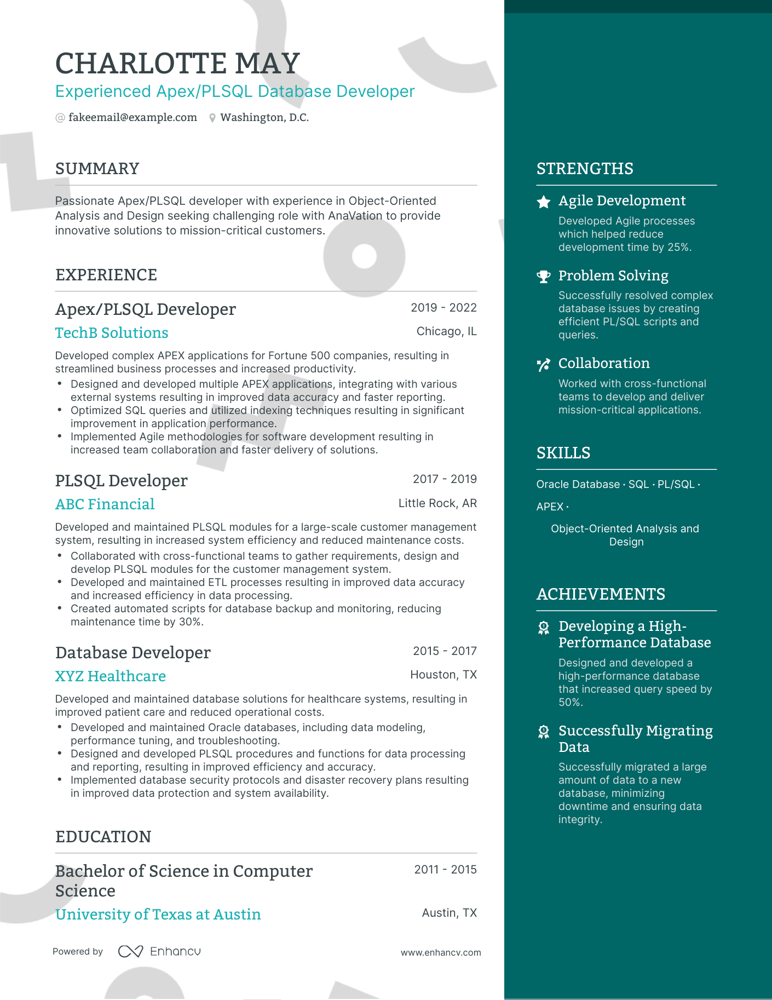 CHARLOTTE MAY
Experienced Apex/PLSQL Database Developer
@ fakeemail@example.com Washington, D.C.
SUMMARY
Passionate Apex/PLSQL developer with experience in Object-Oriented
Analysis and Design seeking challenging role with AnaVation to provide
innovative solutions to mission-critical customers.
EXPERIENCE
Apex/PLSQL Developer
2019 - 2022
TechB Solutions
Chicago, IL
Developed complex APEX applications for Fortune 500 companies, resulting in
streamlined business processes and increased productivity.
• Designed and developed multiple APEX applications, integrating with various
external systems resulting in improved data accuracy and faster reporting.
• Optimized SQL queries and utilized indexing techniques resulting in significant
improvement in application performance.
• Implemented Agile methodologies for software development resulting in
increased team collaboration and faster delivery of solutions.
PLSQL Developer
2017 - 2019
ABC Financial
Little Rock, AR
Developed and maintained PLSQL modules for a large-scale customer management
system, resulting in increased system efficiency and reduced maintenance costs.
• Collaborated with cross-functional teams to gather requirements, design and
develop PLSQL modules for the customer management system.
• Developed and maintained ETL processes resulting in improved data accuracy
and increased efficiency in data processing.
• Created automated scripts for database backup and monitoring, reducing
maintenance time by 30%.
Database Developer
2015 - 2017
XYZ Healthcare
Houston, TX
Developed and maintained database solutions for healthcare systems, resulting in
improved patient care and reduced operational costs.
• Developed and maintained Oracle databases, including data modeling,
performance tuning, and troubleshooting.
• Designed and developed PLSQL procedures and functions for data processing
and reporting, resulting in improved efficiency and accuracy.
• Implemented database security protocols and disaster recovery plans resulting
in improved data protection and system availability.
EDUCATION
Bachelor of Science in Computer
Science
2011 - 2015
University of Texas at Austin
Austin, TX
Powered by Enhancv
www.enhancv.com
STRENGTHS
Agile Development
Developed Agile processes
which helped reduce
development time by 25%.
Problem Solving
Successfully resolved complex
database issues by creating
efficient PL/SQL scripts and
queries.
Collaboration
Worked with cross-functional
teams to develop and deliver
mission-critical applications.
SKILLS
Oracle Database · SQL · PL/SQL ·
APEX ·
Object-Oriented Analysis and
Design
ACHIEVEMENTS
Developing a High-
Performance Database
Designed and developed a
high-performance database
that increased query speed by
50%.
Successfully Migrating
Data
Successfully migrated a large
amount of data to a new
database, minimizing
downtime and ensuring data
integrity.